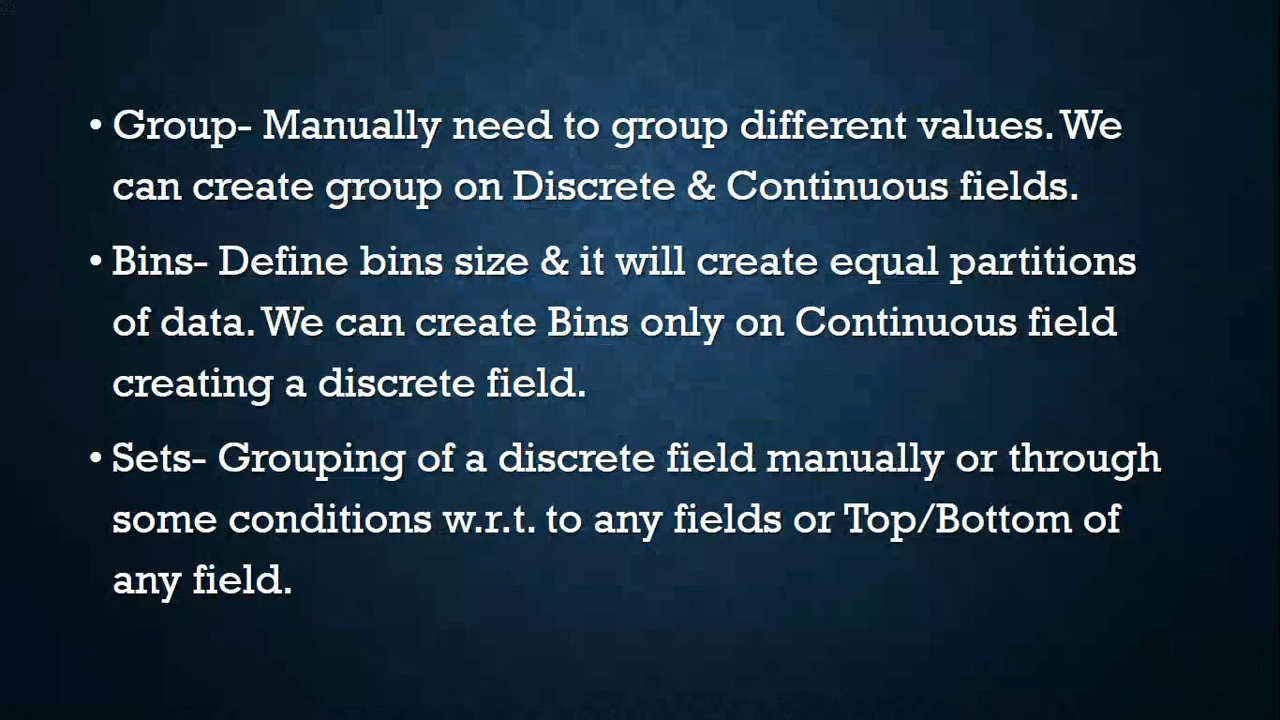 • Group- Manually need to group different values. We
can create group on Discrete & Continuous fields.
• Bins- Define bins size & it will create equal partitions
of data. We can create Bins only on Continuous field
creating a discrete field.
• Sets- Grouping of a discrete field manually or through
some conditions w.r.t. to any fields or Top/Bottom of
any field.